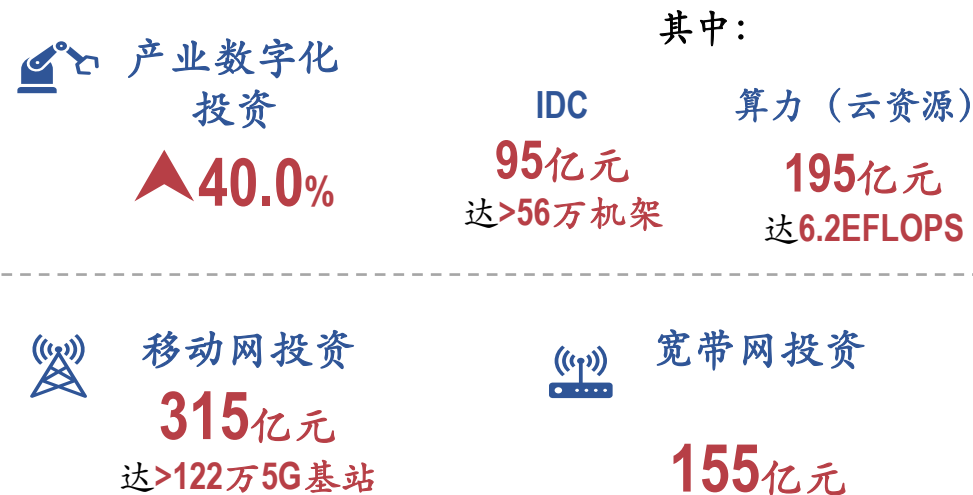 产业数字化
投资
40.0%
其中：
IDC
95亿元
达>56万机架
算力（云资源）
195亿元
达6.2EFLOPS
移动网投资
315亿元
达>122万5G基站
宽带网投资
155亿元